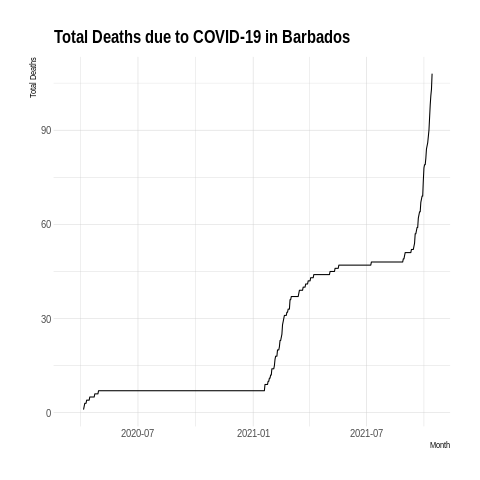 Total Deaths due to COVID-19 in Barbados
Total Deaths
90
60
30
0
2020-07 2021-01 2021-07
Month